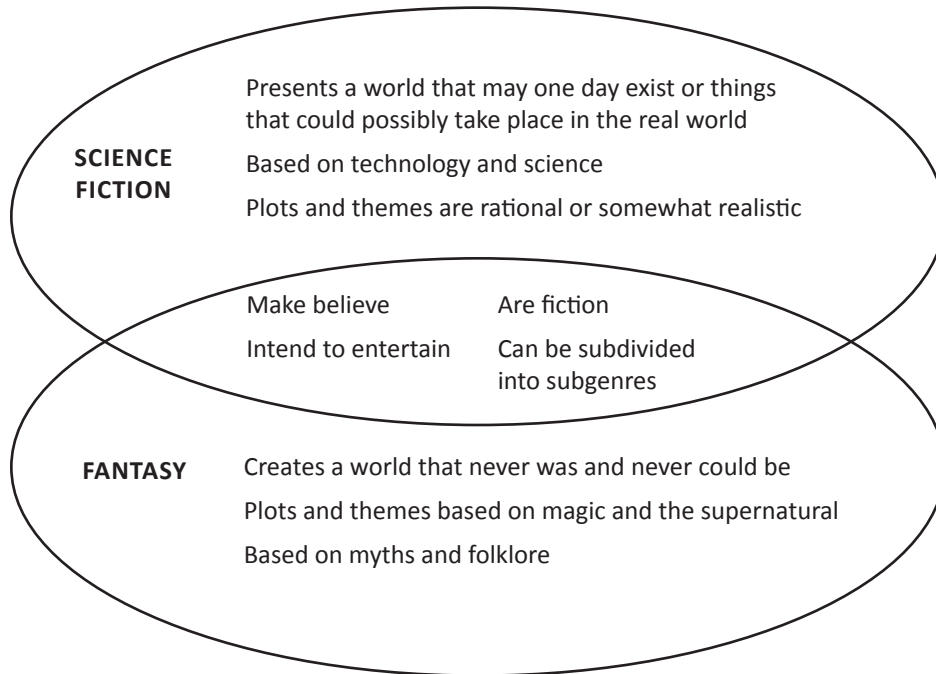 Presents a world that may one day exist or things
that could possibly take place in the real world
SCIENCE
FICTION
Based on technology and science
Plots and themes are rational or somewhat realistic
Make believe
Are fiction
Intend to entertain
Can be subdivided
into subgenres
FANTASY
Creates a world that never was and never could be
Plots and themes based on magic and the supernatural
Based on myths and folklore